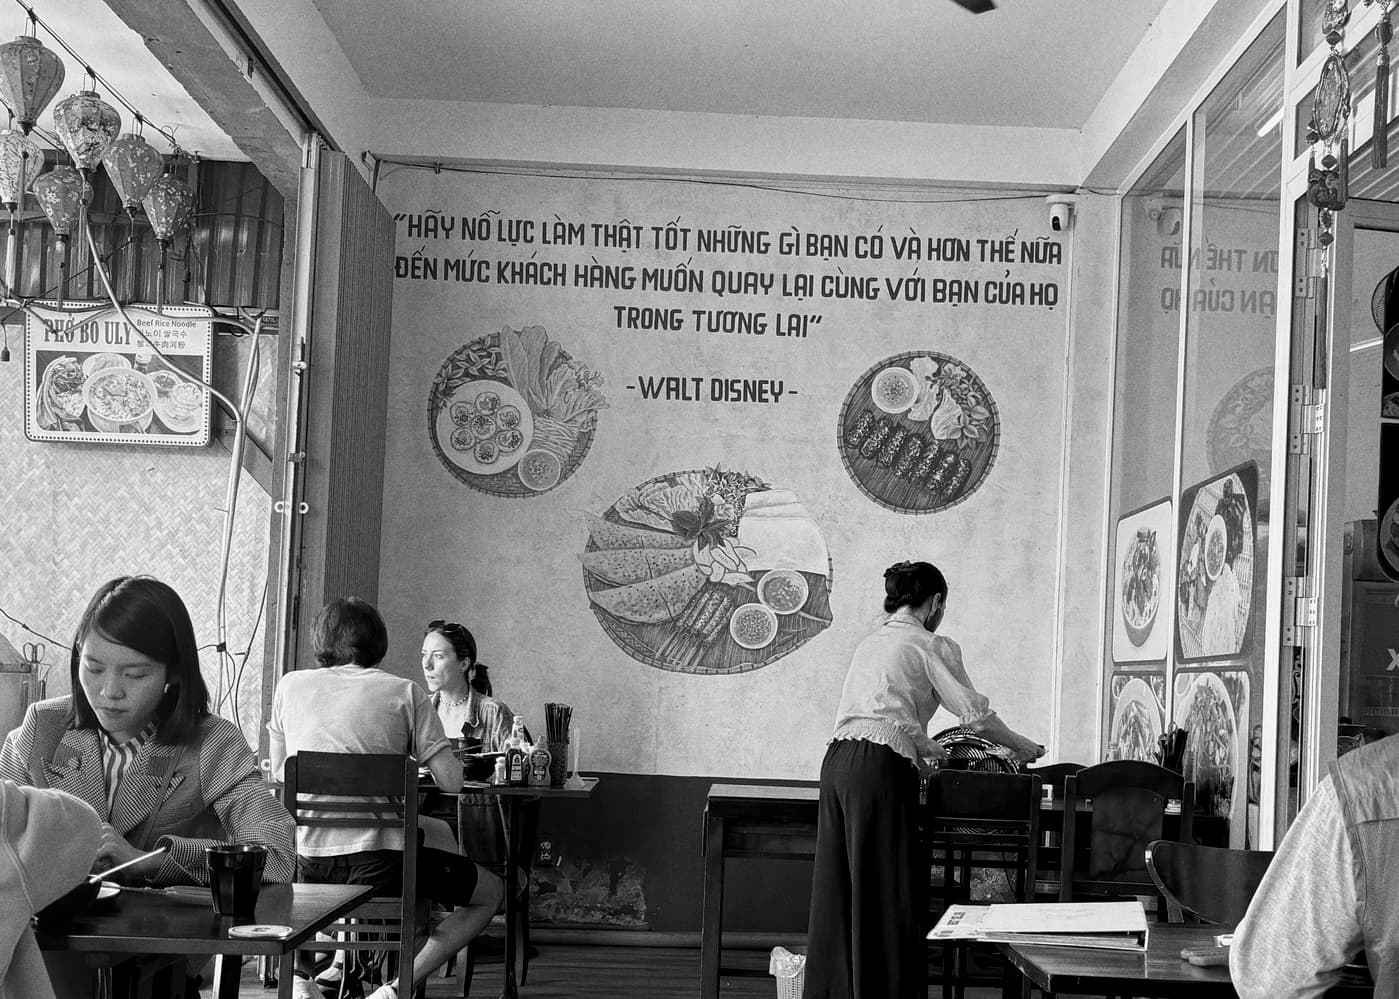 "HÃY NỖ LỰC LÀM THẬT TỐT NHỮNG GÌ BẠN CÓ VÀ HƠN THẾ NỮA
ĐẾN MỨC KHÁCH HÀNG MUỐN QUAY LẠI CÙNG VỚI BẠN CỦA HỌ
TRONG TƯƠNG LAI"
-WALT DISNEY-
PHỞ BÒ ULY
Beef Rice Noodle